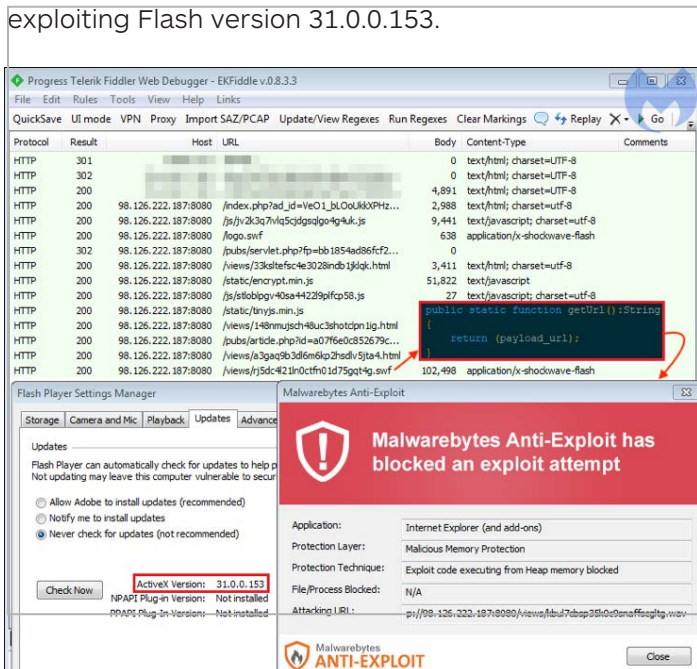 exploiting Flash version 31.0.0.153.
Progress Telerik Fiddler Web Debugger - EKFiddle v.0.8.3.3
File Edit Rules Tools View Help Links
QuickSave UI mode VPN Proxy Import SAZ/PCAP Update/View Regexes Run Regexes Clear Markings Replay Go
Protocol Result Host URL Body Content-Type Comments
HTTP 301 0 text/html; charset=UTF-8
HTTP 302 0 text/html; charset=UTF-8
HTTP 200 4,891 text/html; charset=UTF-8
HTTP 200 98.126.222.187:8080 /index.php?ad_id=VeO1_bLOoUkkXPHz... 2,988 text/html; charset=utf-8
HTTP 200 98.126.222.187:8080 /js/jv2k3q7ivlq5cjdgsqlgo4g4uk.js 9,441 text/javascript; charset=utf-8
HTTP 200 98.126.222.187:8080 /logo.swf 638 application/x-shockwave-flash
HTTP 302 98.126.222.187:8080 /pubs/servlet.php?fp=bb1854ad86fcf2... 0
HTTP 200 98.126.222.187:8080 /views/33ksltefsc4e3028indb1jklqk.html 3,411 text/html; charset=utf-8
HTTP 200 98.126.222.187:8080 /static/encrypt.min.js 51,822 text/javascript
HTTP 200 98.126.222.187:8080 /js/stloblpgv40sa4422l9plfcp58.js 27 text/javascript; charset=utf-8
HTTP 200 98.126.222.187:8080 /static/tinyjs.min.js
HTTP 200 98.126.222.187:8080 /views/148nmujsch48uc3shotdpn1ig.html
HTTP 200 98.126.222.187:8080 /pubs/article.php?id=a07f6e0c852679c...
HTTP 200 98.126.222.187:8080 /views/a3gaq9b3dl6m6kp2hsdlv5jta4.html
HTTP 200 98.126.222.187:8080 /views/rj5dc4l21ln0ctfn01d75gqt4g.swf 102,498 application/x-shockwave-flash
public static function getUrl():String
{
return (payload_url);
}
Flash Player Settings Manager
Storage Camera and Mic Playback Updates Advance
Updates
Flash Player can automatically check for updates to help p
Not updating may leave this computer vulnerable to secur
Allow Adobe to install updates (recommended)
Notify me to install updates
Never check for updates (not recommended)
Check Now
ActiveX Version: 31.0.0.153
NPAPI Plug-in Version: Not installed
PPAPI Plug-in Version: Not installed
Malwarebytes Anti-Exploit
Malwarebytes Anti-Exploit has
blocked an exploit attempt
Application: Internet Explorer (and add-ons)
Protection Layer: Malicious Memory Protection
Protection Technique: Exploit code executing from Heap memory blocked
File/Process Blocked: N/A
Attacking URL: p://98.126.222.187:8080/views/
Malwarebytes
ANTI-EXPLOIT
Close